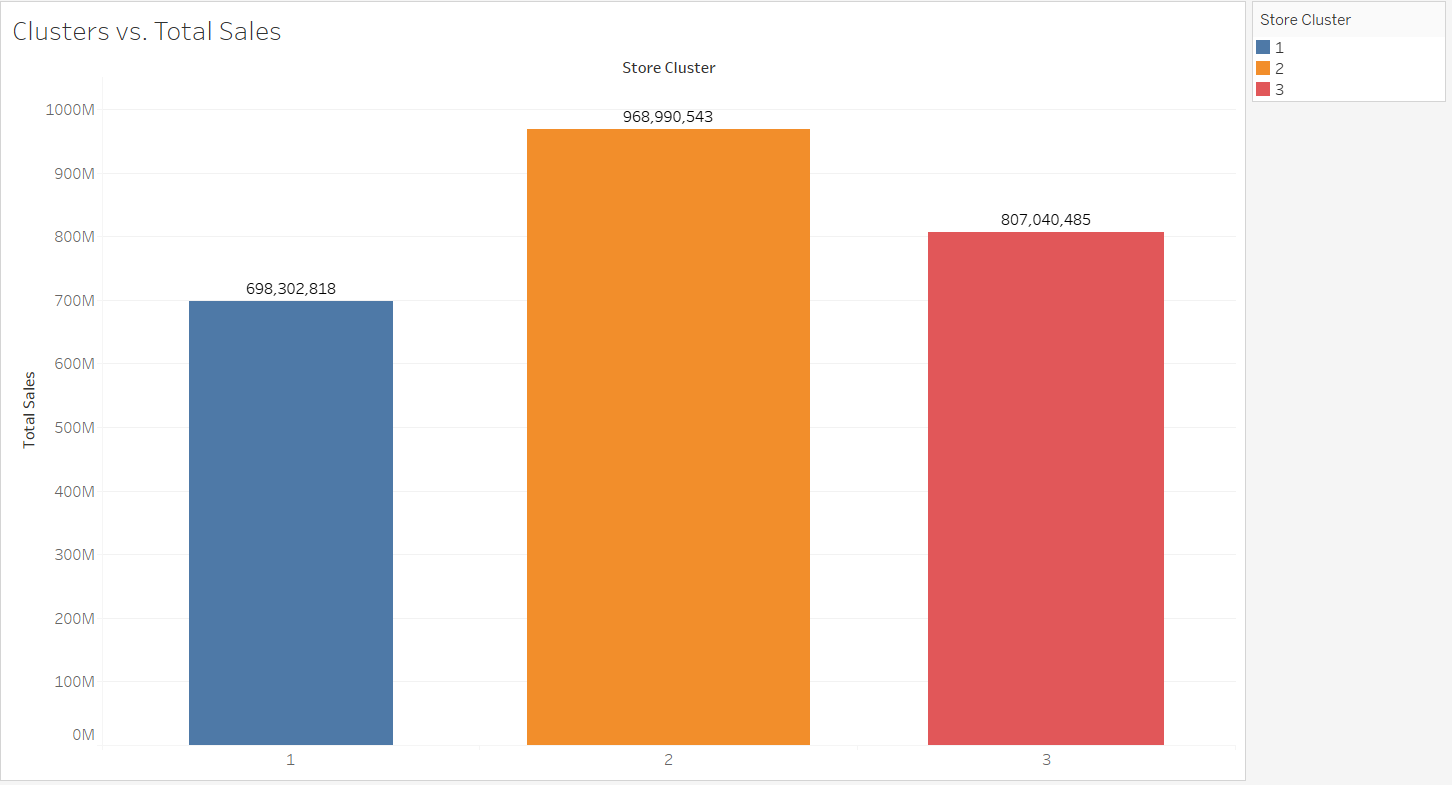 Clusters vs. Total Sales
Store Cluster
1000M
900M
800M
700M
600M
500M
400M
300M
200M
100M
0M
Total Sales
698,302,818
968,990,543
807,040,485
1
2
3
Store Cluster
1
2
3